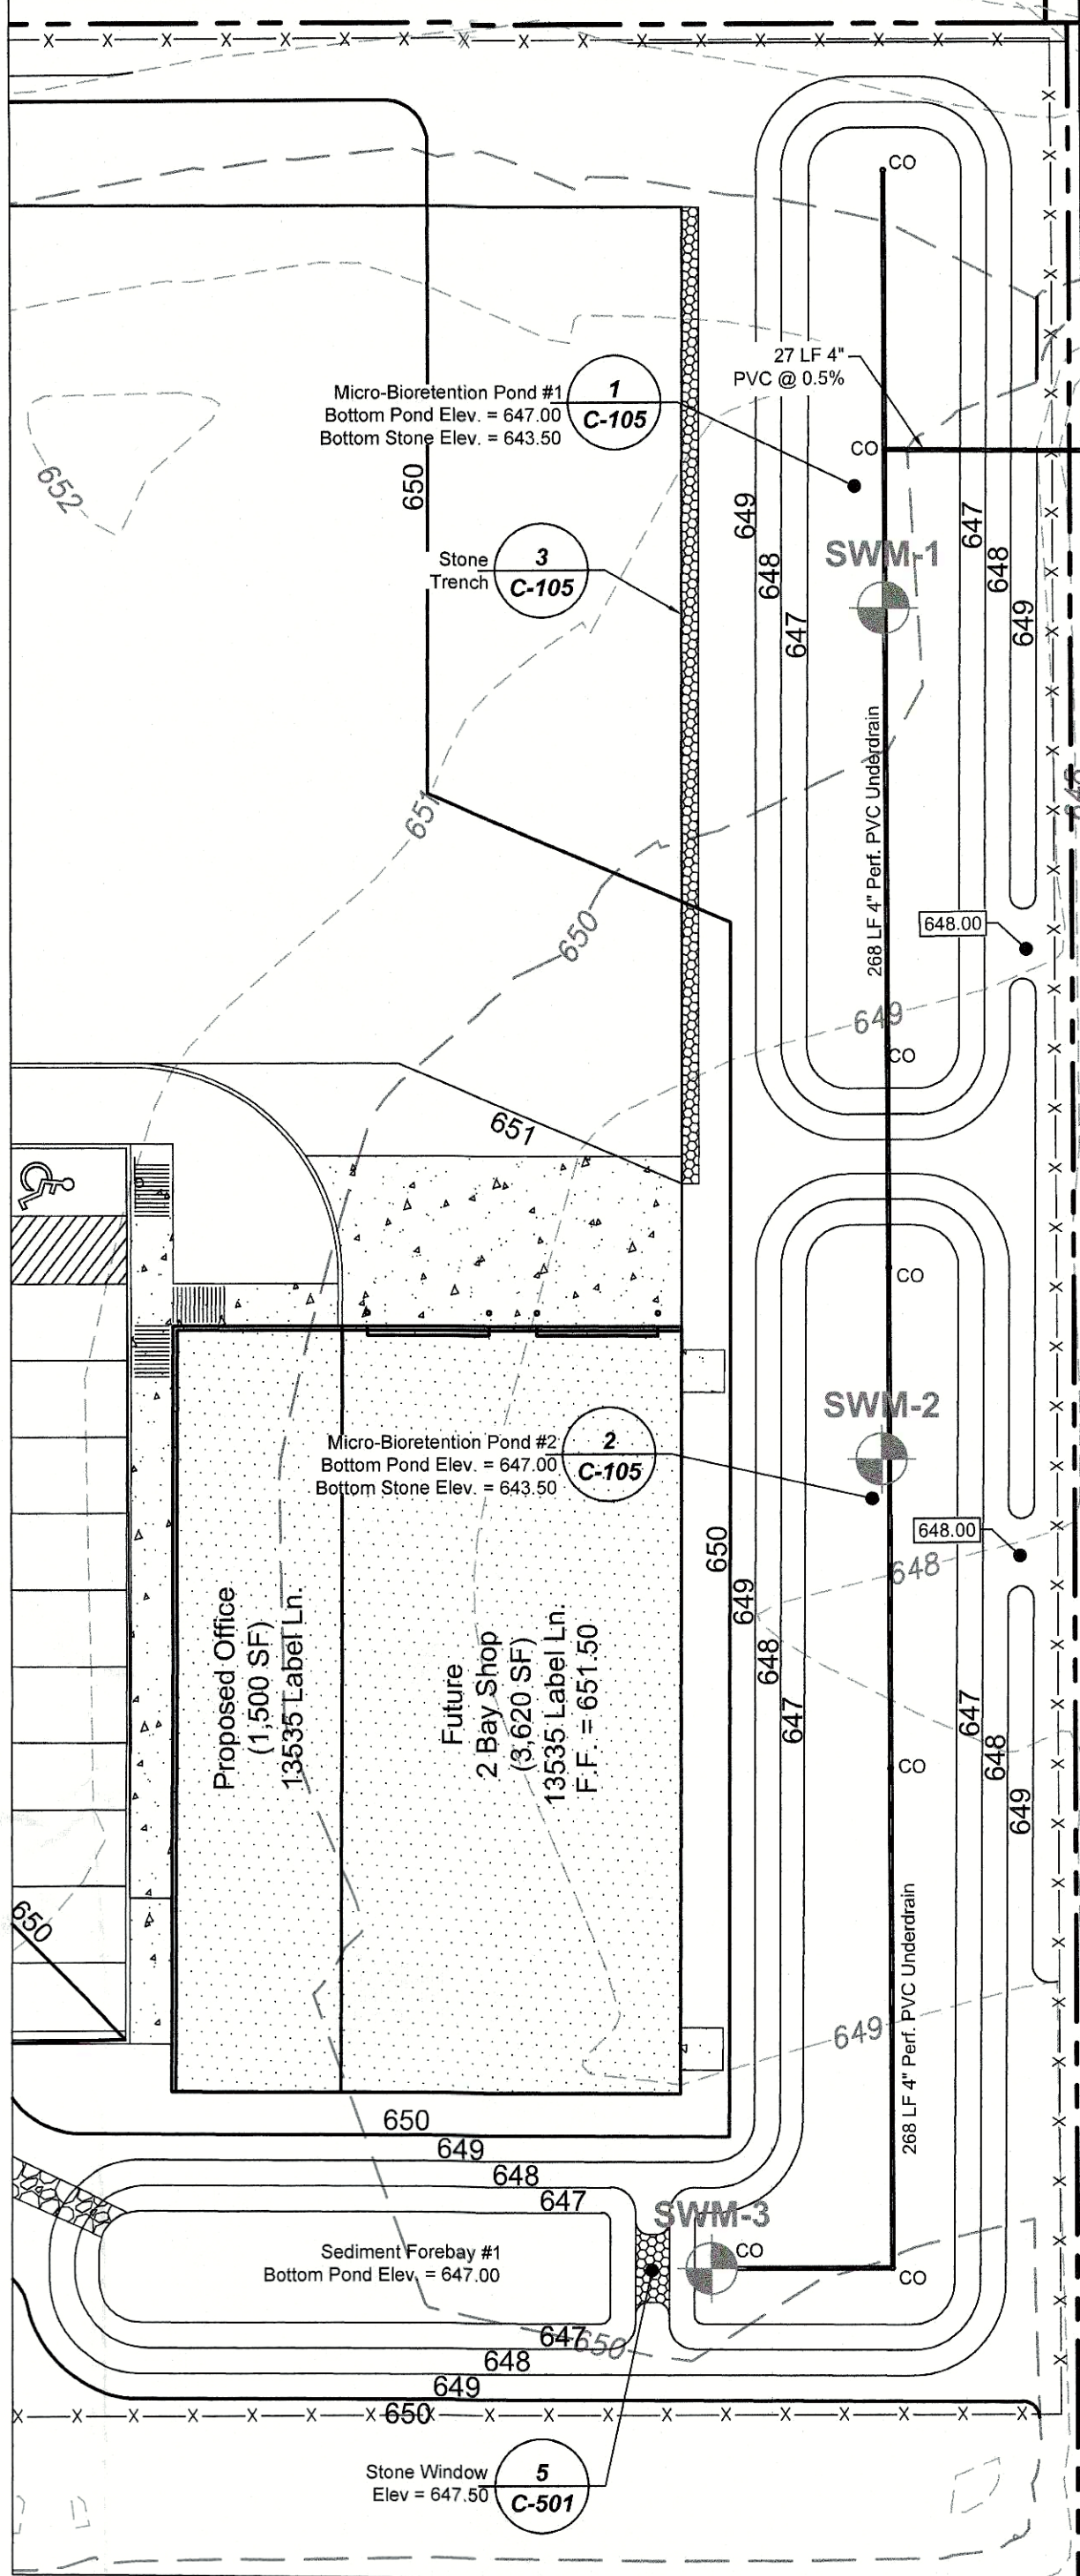 CO
27 LF 4"
PVC @ 0.5%
Micro-Bioretention Pond #1
Bottom Pond Elev. = 647.00
Bottom Stone Elev. = 643.50
1
C-105
CO
652
650
649
648
647
SWM-1
647
648
649
Stone
Trench
3
C-105
268 LF 4" Perf. PVC Underdrain
651
650
648.00
649
CO
651
CO
SWM-2
Micro-Bioretention Pond #2
Bottom Pond Elev. = 647.00
Bottom Stone Elev. = 643.50
2
C-105
648.00
648
650
649
648
647
647
648
649
Proposed Office
(1,500 SF)
13535 Label Ln.
Future
2 Bay Shop
(3,620 SF)
13535 Label Ln.
F.F. = 651.50
CO
650
268 LF 4" Perf. PVC Underdrain
649
650
649
648
647
SWM-3
CO
CO
Sediment Forebay #1
Bottom Pond Elev. = 647.00
647
650
648
649
650
Stone Window
Elev = 647.50
5
C-501